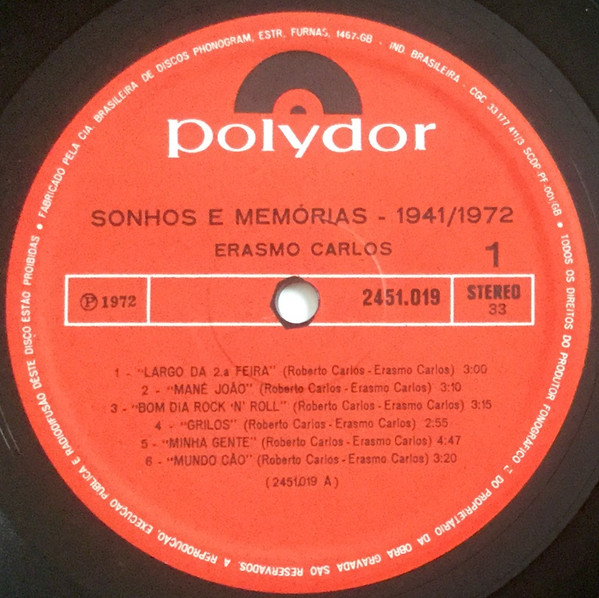 • FABRICADO PELA CIA. BRASILEIRA DE DISCOS PHONOGRAM, ESTR. FURNAS, 1467-GB - IND. BRASILEIRA - CGC 33.177.411/3 SCDP PF-001/GB •
polydor
SONHOS E MEMÓRIAS - 1941/1972
ERASMO CARLOS
1
℗ 1972
2451.019
STEREO
33
1 - "LARGO DA 2.a FEIRA" (Roberto Carlos - Erasmo Carlos) 3:00
2 - "MANÉ JOÃO" (Roberto Carlos - Erasmo Carlos) 3:10
3 - "BOM DIA ROCK 'N' ROLL" (Roberto Carlos - Erasmo Carlos) 3:15
4 - "GRILOS" (Roberto Carlos - Erasmo Carlos) 2:55
5 - "MINHA GENTE" (Roberto Carlos - Erasmo Carlos) 4:47
6 - "MUNDO CÃO" (Roberto Carlos - Erasmo Carlos) 3:20
(2451.019 A)
TODOS OS DIREITOS DO PRODUTOR FONOGRÁFICO E DO PROPRIETÁRIO DA OBRA GRAVADA SÃO RESERVADOS. A REPRODUÇÃO, EXECUÇÃO PÚBLICA E RADIODIFUSÃO DESTE DISCO ESTÃO PROIBIDAS